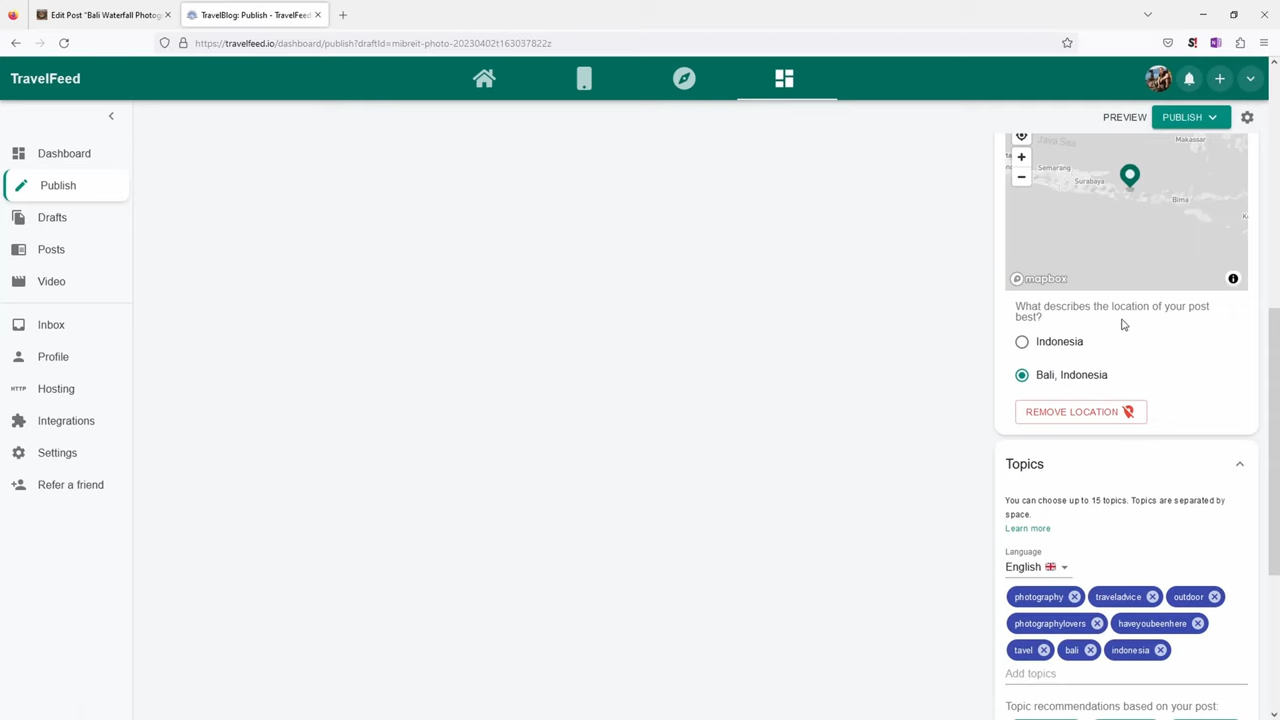 Edit Post "Bali Waterfall Photog
TravelBlog: Publish - TravelFeed
https://travelfeed.io/dashboard/publish?draftId=mibreit-photo-20230402t163037822z
TravelFeed
PREVIEW
PUBLISH
Dashboard
Publish
Drafts
Posts
Video
Inbox
Profile
HTTP
Hosting
Integrations
Settings
Refer a friend
Java Sea
Makassar
Semarang
Surabaya
Bima
mapbox
What describes the location of your post
best?
Indonesia
Bali, Indonesia
REMOVE LOCATION
Topics
You can choose up to 15 topics. Topics are separated by
space.
Learn more
Language
English
photography
traveladvice
outdoor
photographylovers
haveyoubeenhere
tavel
bali
indonesia
Add topics
Topic recommendations based on your post: